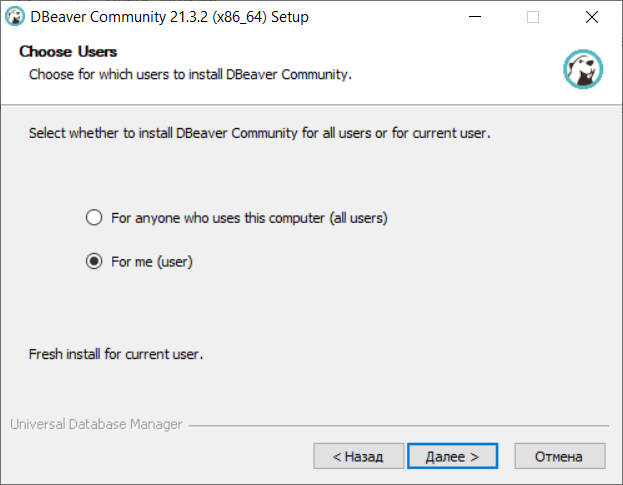 DBeaver Community 21.3.2 (x86_64) Setup
Choose Users
Choose for which users to install DBeaver Community.
Select whether to install DBeaver Community for all users or for current user.
For anyone who uses this computer (all users)
For me (user)
Fresh install for current user.
Universal Database Manager
< Назад Далее > Отмена